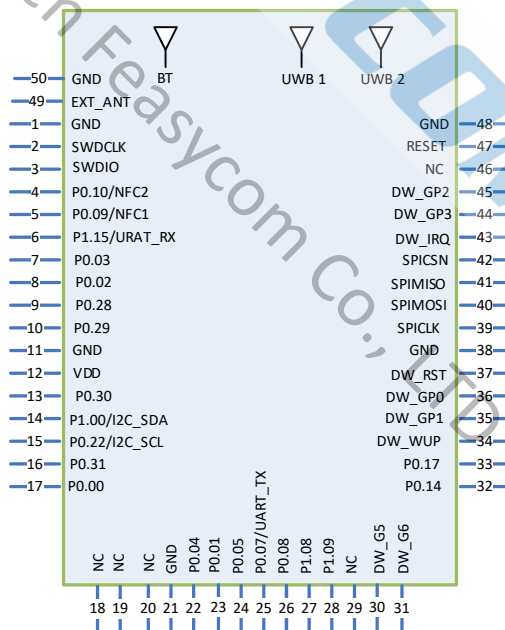 BT
UWB 1
UWB 2
50 GND
49 EXT_ANT
1 GND
2 SWDCLK
3 SWDIO
4 P0.10/NFC2
5 P0.09/NFC1
6 P1.15/URAT_RX
7 P0.03
8 P0.02
9 P0.28
10 P0.29
11 GND
12 VDD
13 P0.30
14 P1.00/I2C_SDA
15 P0.22/I2C_SCL
16 P0.31
17 P0.00
GND 48
RESET 47
NC 46
DW_GP2 45
DW_GP3 44
DW_IRQ 43
SPICSN 42
SPIMISO 41
SPIMOSI 40
SPICLK 39
GND 38
DW_RST 37
DW_GP0 36
DW_GP1 35
DW_WUP 34
P0.17 33
P0.14 32
NC 18
NC 19
NC 20
GND 21
P0.04 22
P0.01 23
P0.05 24
P0.07/UART_TX 25
P0.08 26
P1.08 27
P1.09 28
NC 29
DW_G5 30
DW_G6 31
en Feasycom Co., LTD
COM